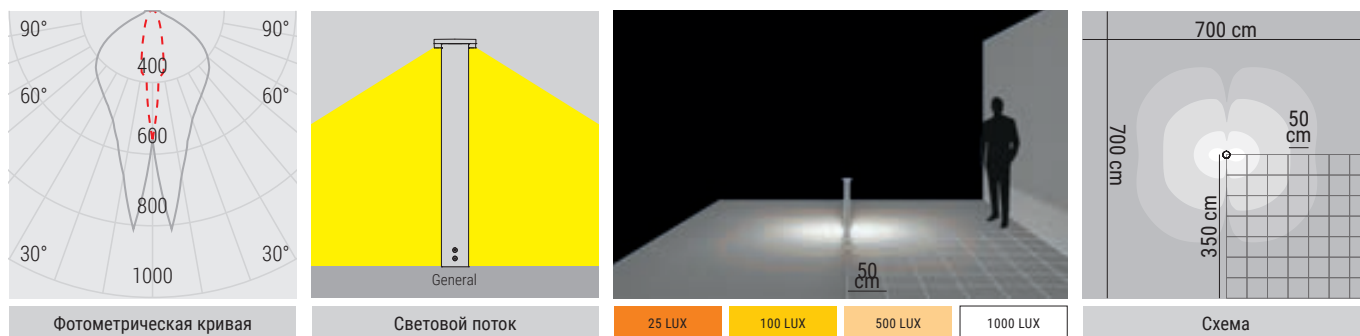 90°
90°
400
60°
60°
600
800
30°
30°
1000
Фотометрическая кривая
General
Световой поток
50
cm
25 LUX
100 LUX
500 LUX
1000 LUX
700 cm
700 cm
50
cm
350 cm
Схема